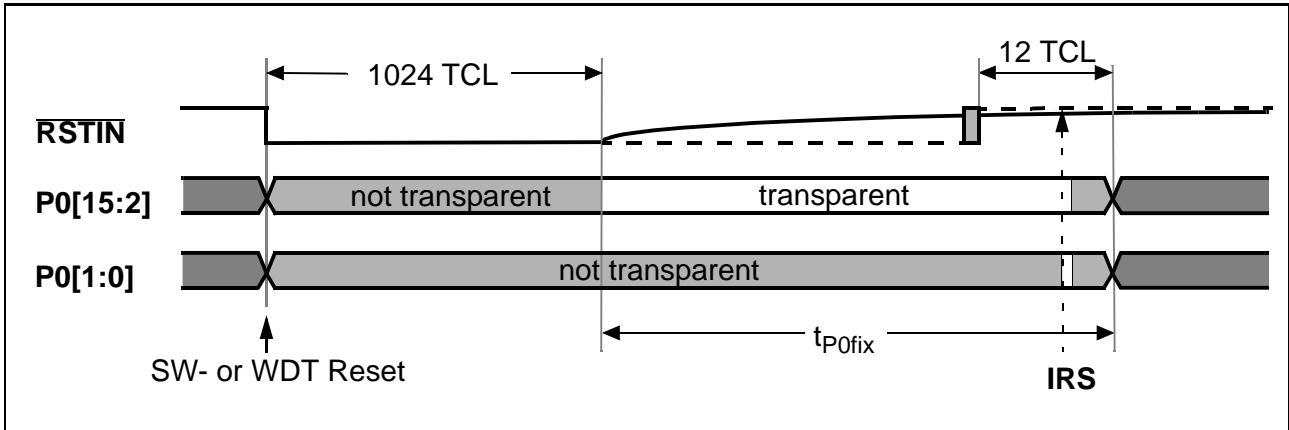 12 TCL
1024 TCL
RSTIN
not transparent
transparent
P0[15:2]
not transparent
P0[1:0]
tP0fix
SW- or WDT Reset
IRS